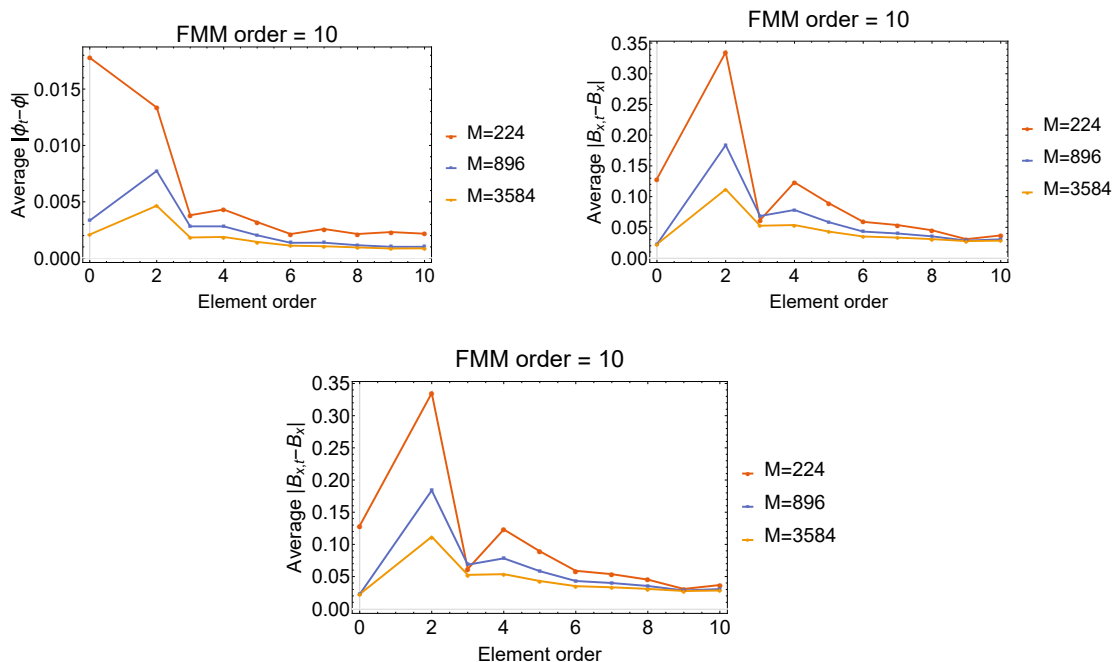 FMM order = 10
Average |ϕt−ϕ|
0.015
0.010
0.005
0.000
0 2 4 6 8 10
Element order
M=224
M=896
M=3584
FMM order = 10
Average |Bx,t−Bx|
0.35
0.30
0.25
0.20
0.15
0.10
0.05
0.00
0 2 4 6 8 10
Element order
M=224
M=896
M=3584
FMM order = 10
Average |Bx,t−Bx|
0.35
0.30
0.25
0.20
0.15
0.10
0.05
0.00
0 2 4 6 8 10
Element order
M=224
M=896
M=3584